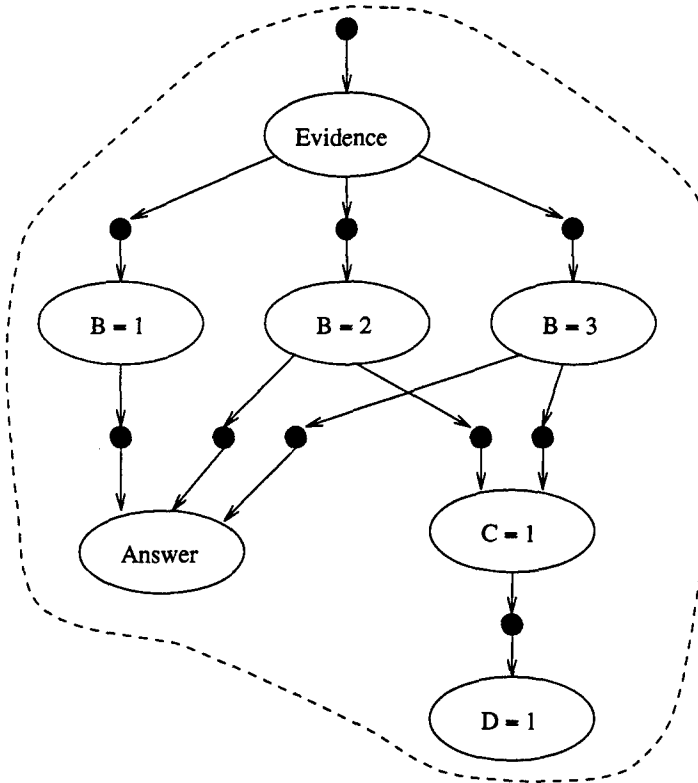 Evidence
B = 1
B = 2
B = 3
Answer
C = 1
D = 1